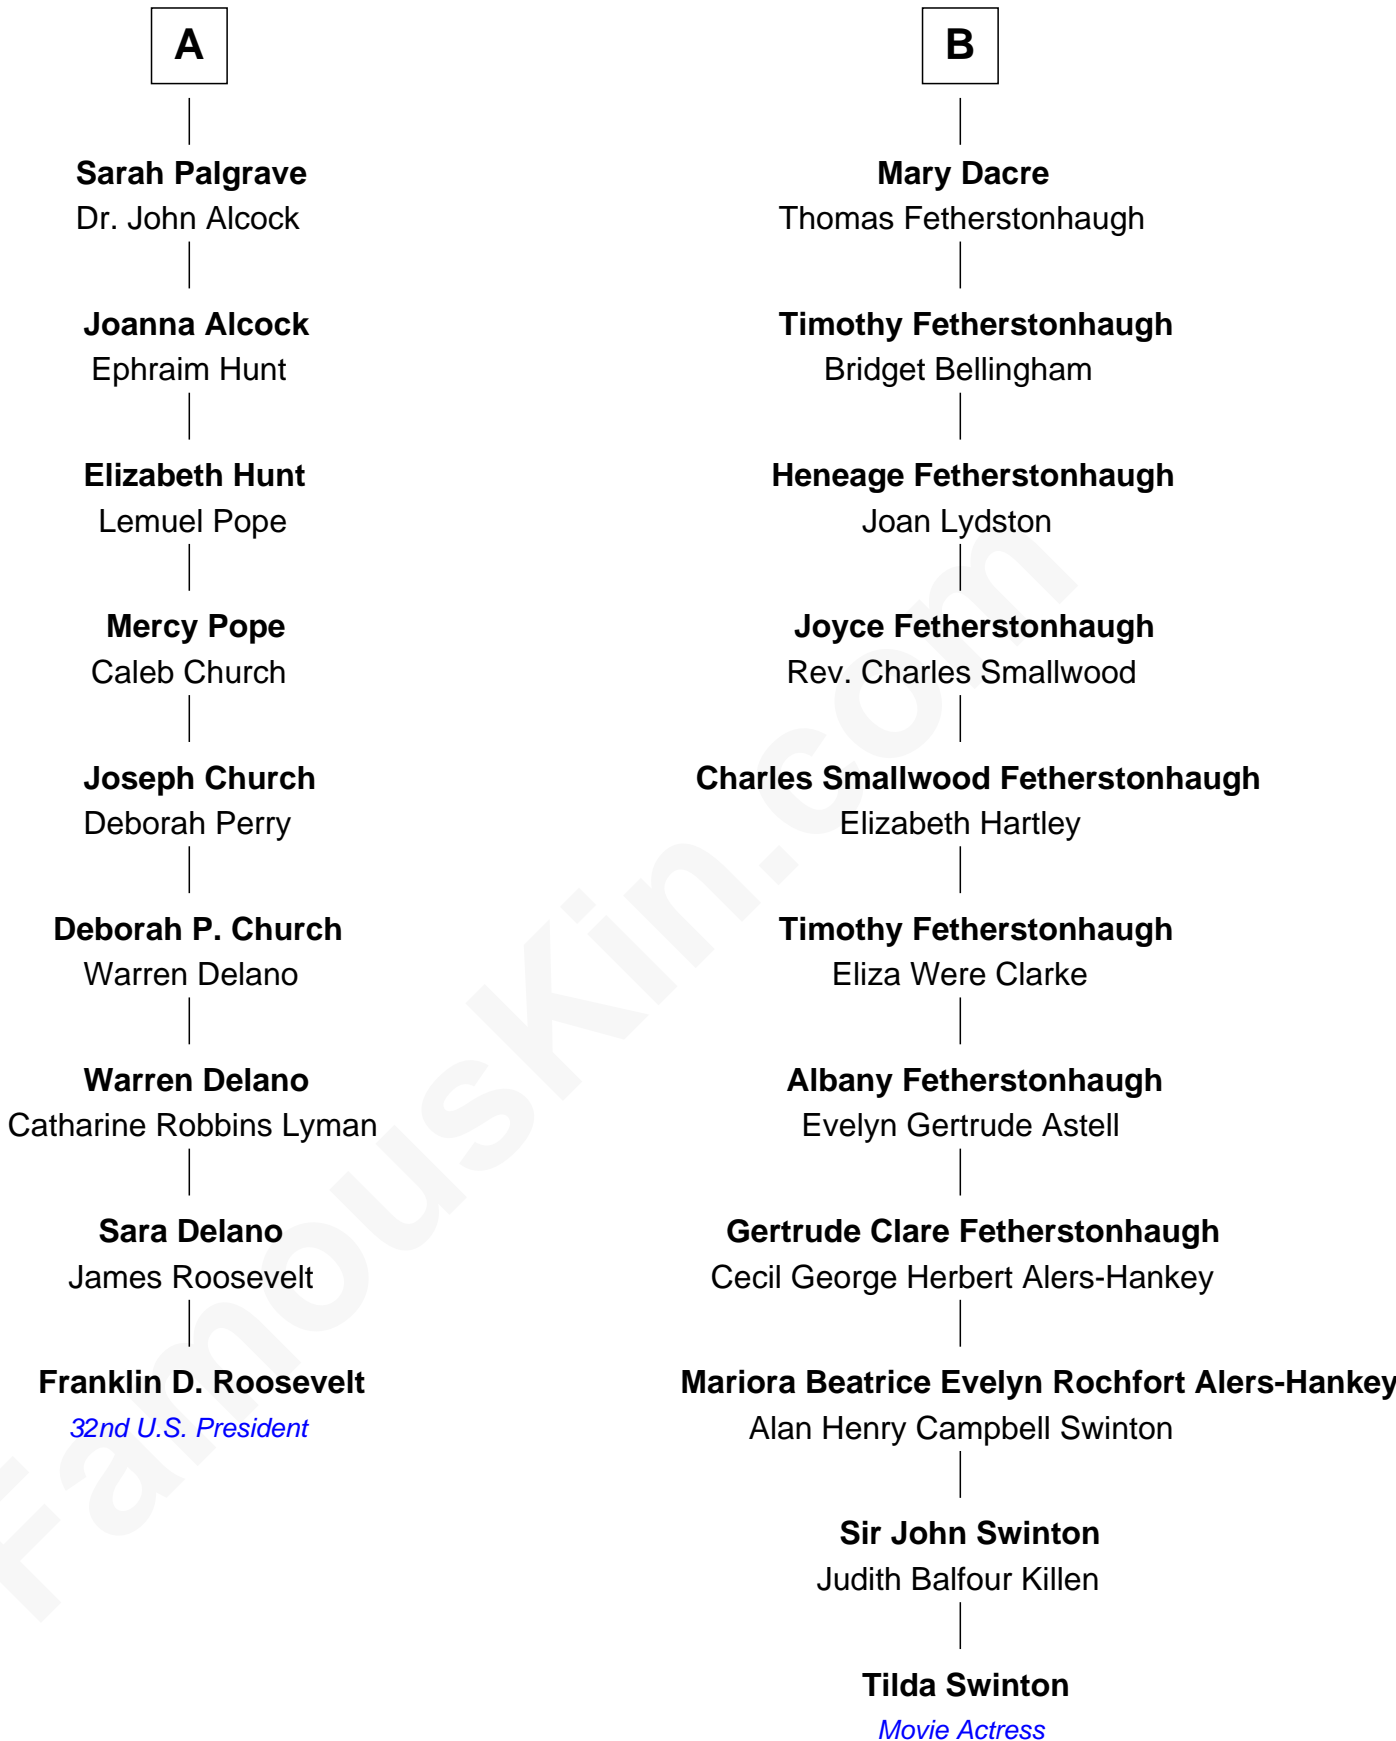 A
Sarah Palgrave
Dr. John Alcock
Joanna Alcock
Ephraim Hunt
Elizabeth Hunt
Lemuel Pope
Mercy Pope
Caleb Church
Joseph Church
Deborah Perry
Deborah P. Church
Warren Delano
Warren Delano
Catharine Robbins Lyman
Sara Delano
James Roosevelt
Franklin D. Roosevelt
32nd U.S. President
B
Mary Dacre
Thomas Fetherstonhaugh
Timothy Fetherstonhaugh
Bridget Bellingham
Heneage Fetherstonhaugh
Joan Lydston
Joyce Fetherstonhaugh
Rev. Charles Smallwood
Charles Smallwood Fetherstonhaugh
Elizabeth Hartley
Timothy Fetherstonhaugh
Eliza Were Clarke
Albany Fetherstonhaugh
Evelyn Gertrude Astell
Gertrude Clare Fetherstonhaugh
Cecil George Herbert Alers-Hankey
Mariora Beatrice Evelyn Rochfort Alers-Hankey
Alan Henry Campbell Swinton
Sir John Swinton
Judith Balfour Killen
Tilda Swinton
Movie Actress
FamousKin.com